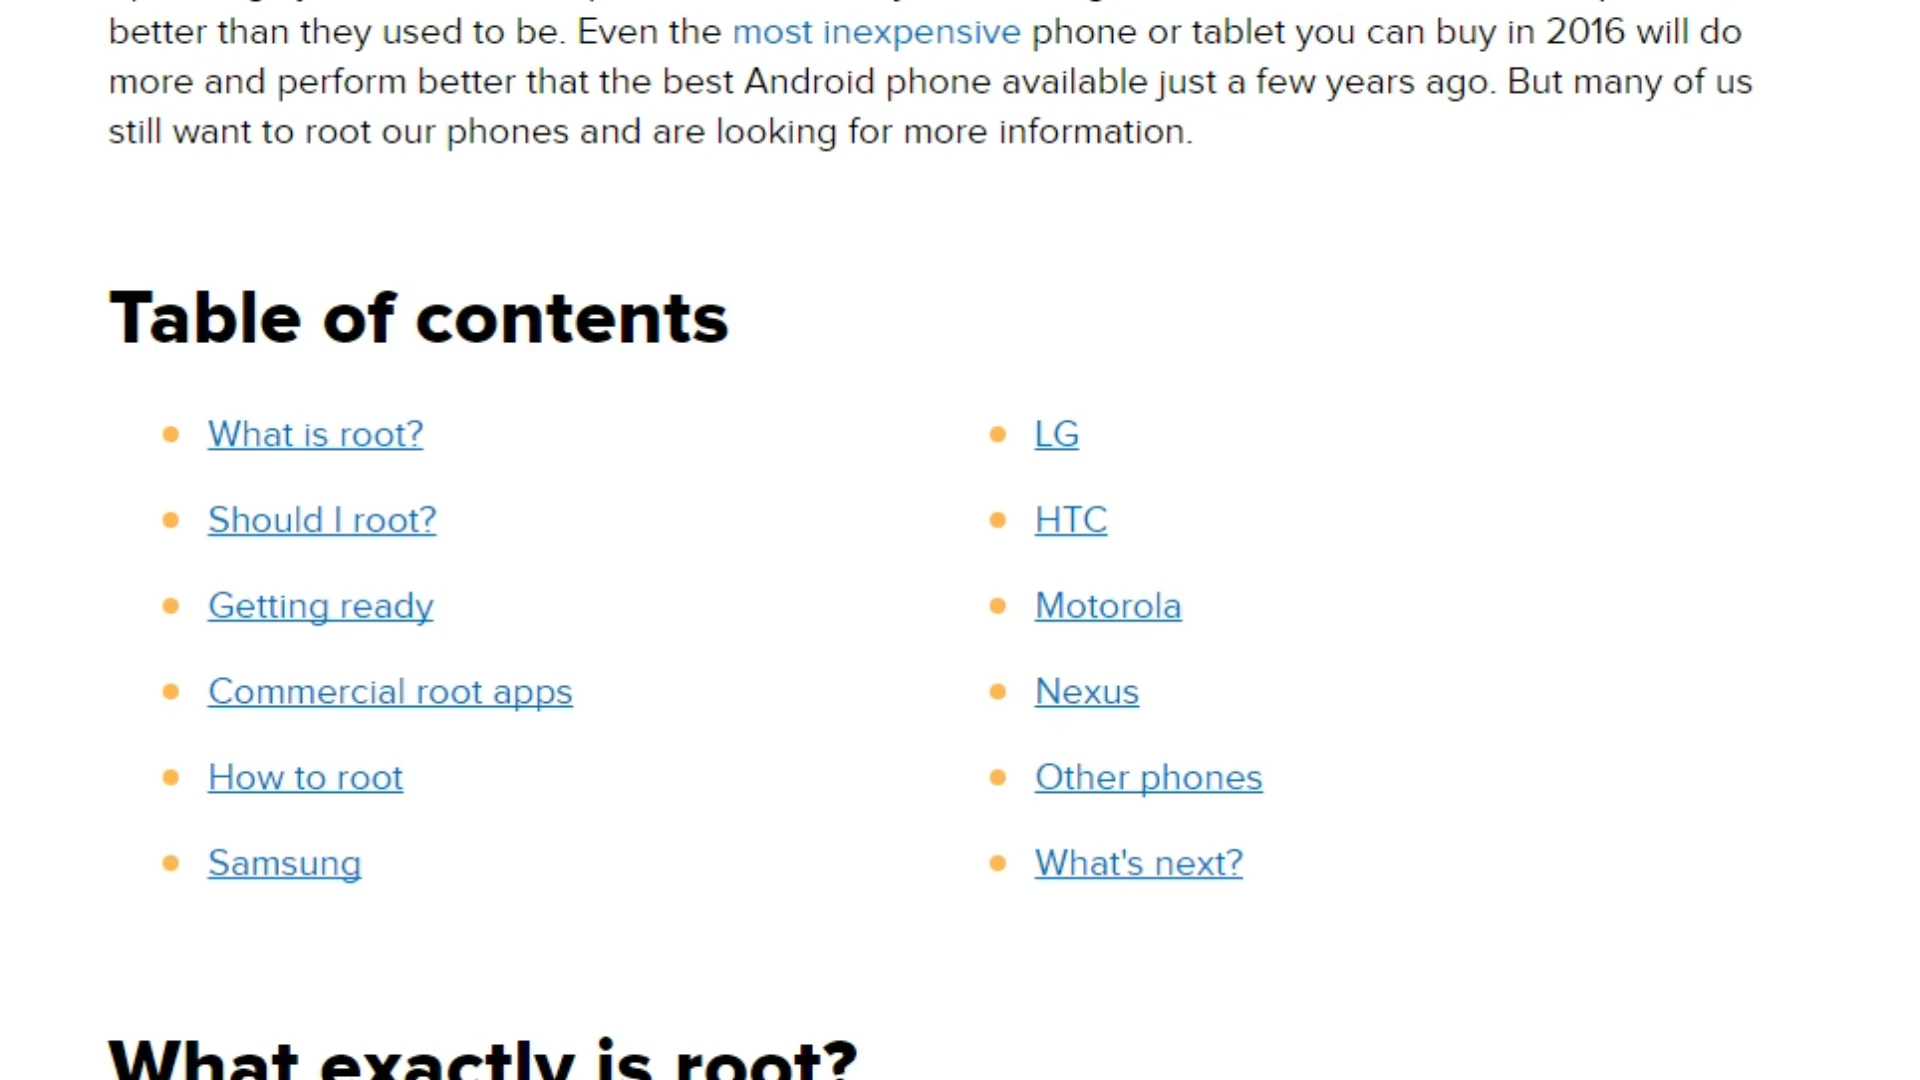 better than they used to be. Even the most inexpensive phone or tablet you can buy in 2016 will do
more and perform better that the best Android phone available just a few years ago. But many of us
still want to root our phones and are looking for more information.
Table of contents
What is root?
Should I root?
Getting ready
Commercial root apps
How to root
Samsung
LG
HTC
Motorola
Nexus
Other phones
What's next?
What exactly is root?